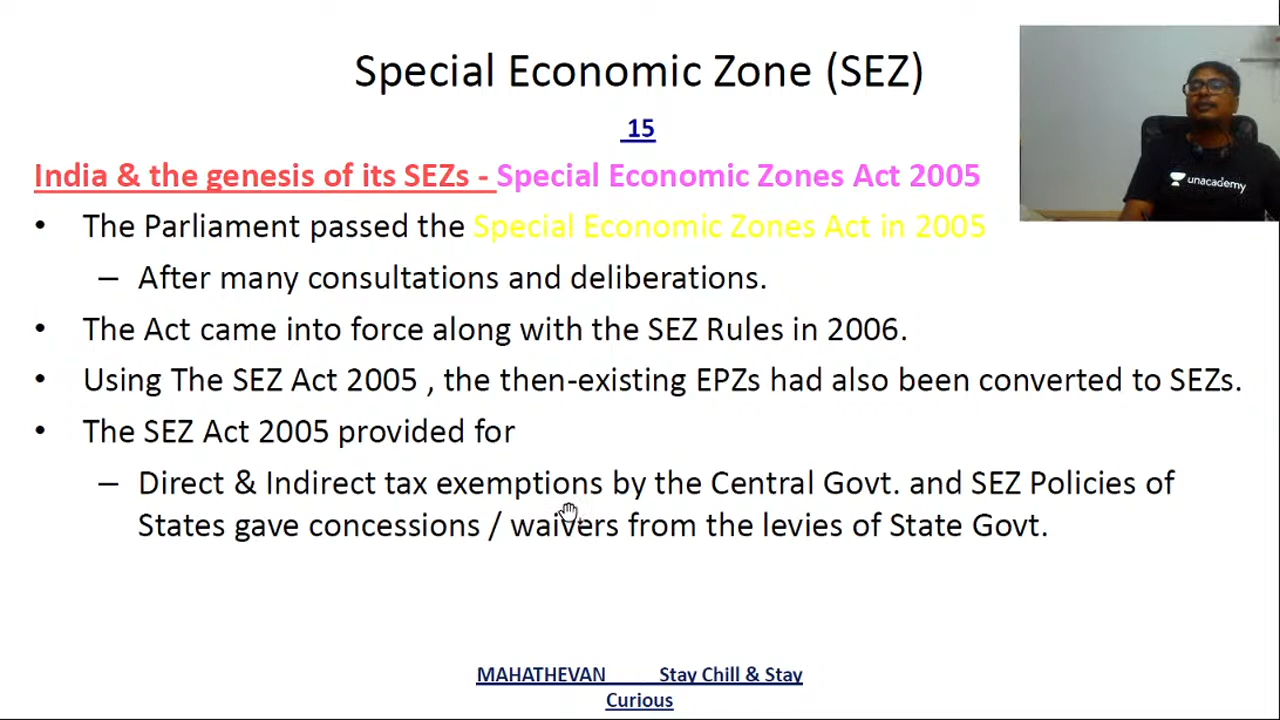 Special Economic Zone (SEZ)
15
India & the genesis of its SEZs - Special Economic Zones Act 2005
• The Parliament passed the Special Economic Zones Act in 2005
– After many consultations and deliberations.
• The Act came into force along with the SEZ Rules in 2006.
• Using The SEZ Act 2005 , the then-existing EPZs had also been converted to SEZs.
• The SEZ Act 2005 provided for
– Direct & Indirect tax exemptions by the Central Govt. and SEZ Policies of
States gave concessions / waivers from the levies of State Govt.
unacademy
MAHATHEVAN Stay Chill & Stay
Curious